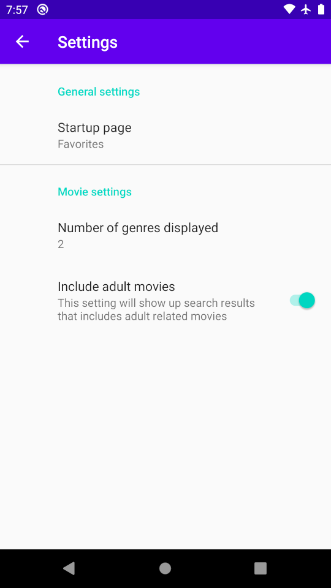 7:57
Settings
General settings
Startup page
Favorites
Movie settings
Number of genres displayed
2
Include adult movies
This setting will show up search results
that includes adult related movies